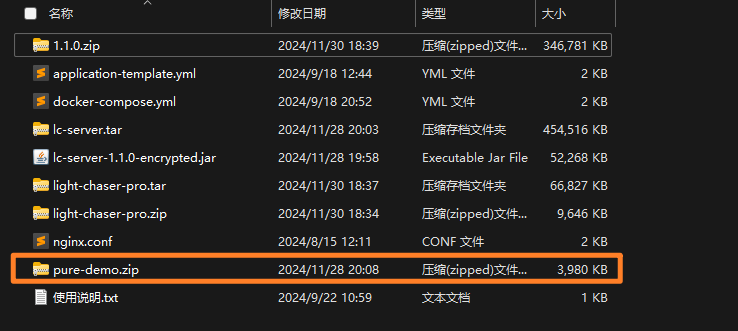 名称 修改日期 类型 大小
1.1.0.zip 2024/11/30 18:39 压缩(zipped)文件... 346,781 KB
application-template.yml 2024/9/18 12:44 YML 文件 2 KB
docker-compose.yml 2024/9/18 20:52 YML 文件 2 KB
lc-server.tar 2024/11/28 20:03 压缩存档文件夹 454,516 KB
lc-server-1.1.0-encrypted.jar 2024/11/28 19:58 Executable Jar File 52,268 KB
light-chaser-pro.tar 2024/11/30 18:37 压缩存档文件夹 66,827 KB
light-chaser-pro.zip 2024/11/30 18:34 压缩(zipped)文件... 9,646 KB
nginx.conf 2024/8/15 12:11 CONF 文件 2 KB
pure-demo.zip 2024/11/28 20:08 压缩(zipped)文件... 3,980 KB
使用说明.txt 2024/9/22 10:59 文本文档 1 KB